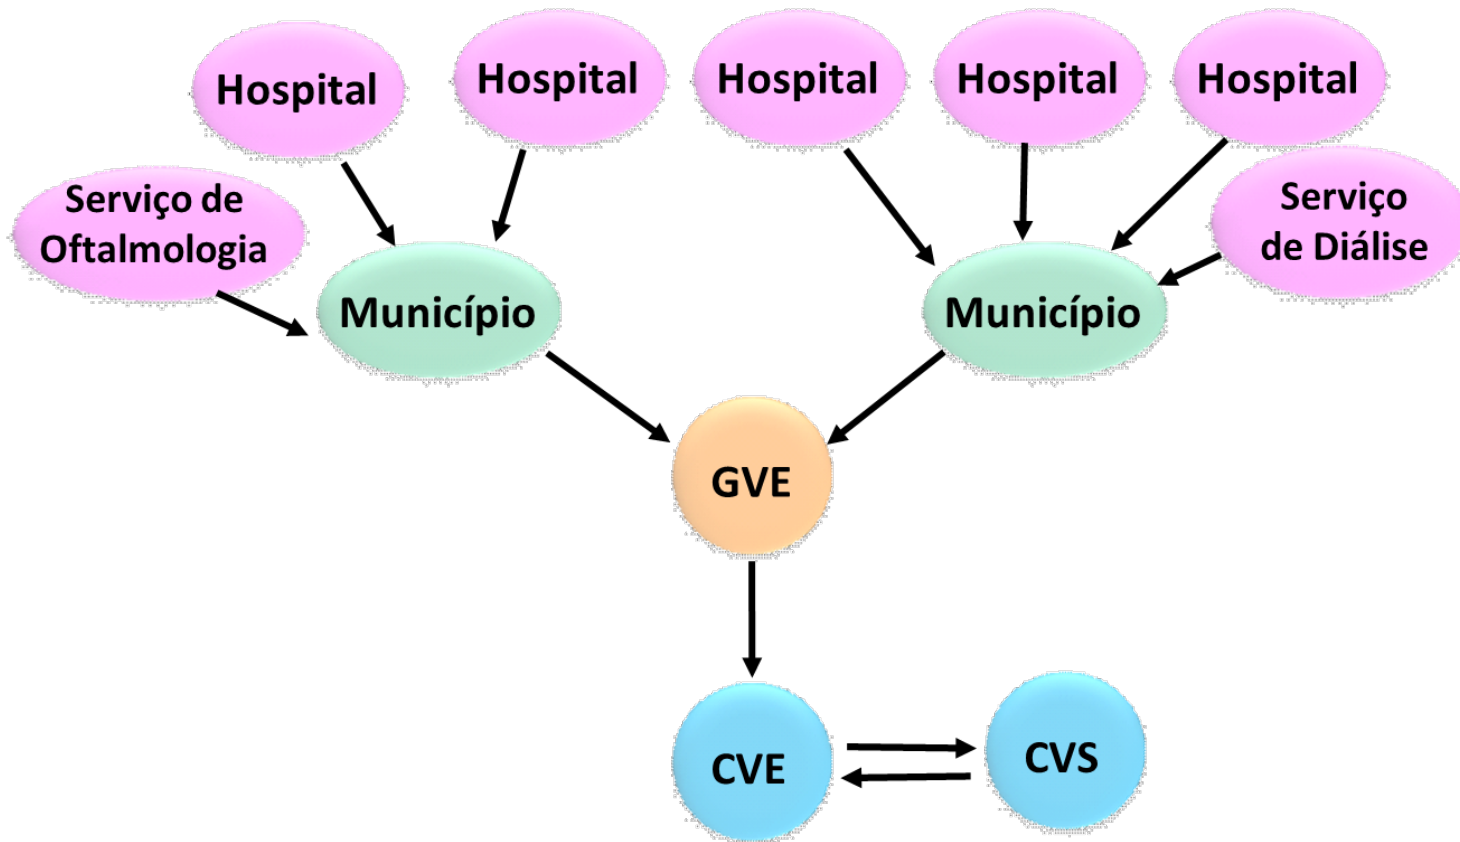 Hospital
Hospital
Hospital
Hospital
Hospital
Serviço de
Oftalmologia
Serviço
de Diálise
Município
Município
GVE
CVE
CVS